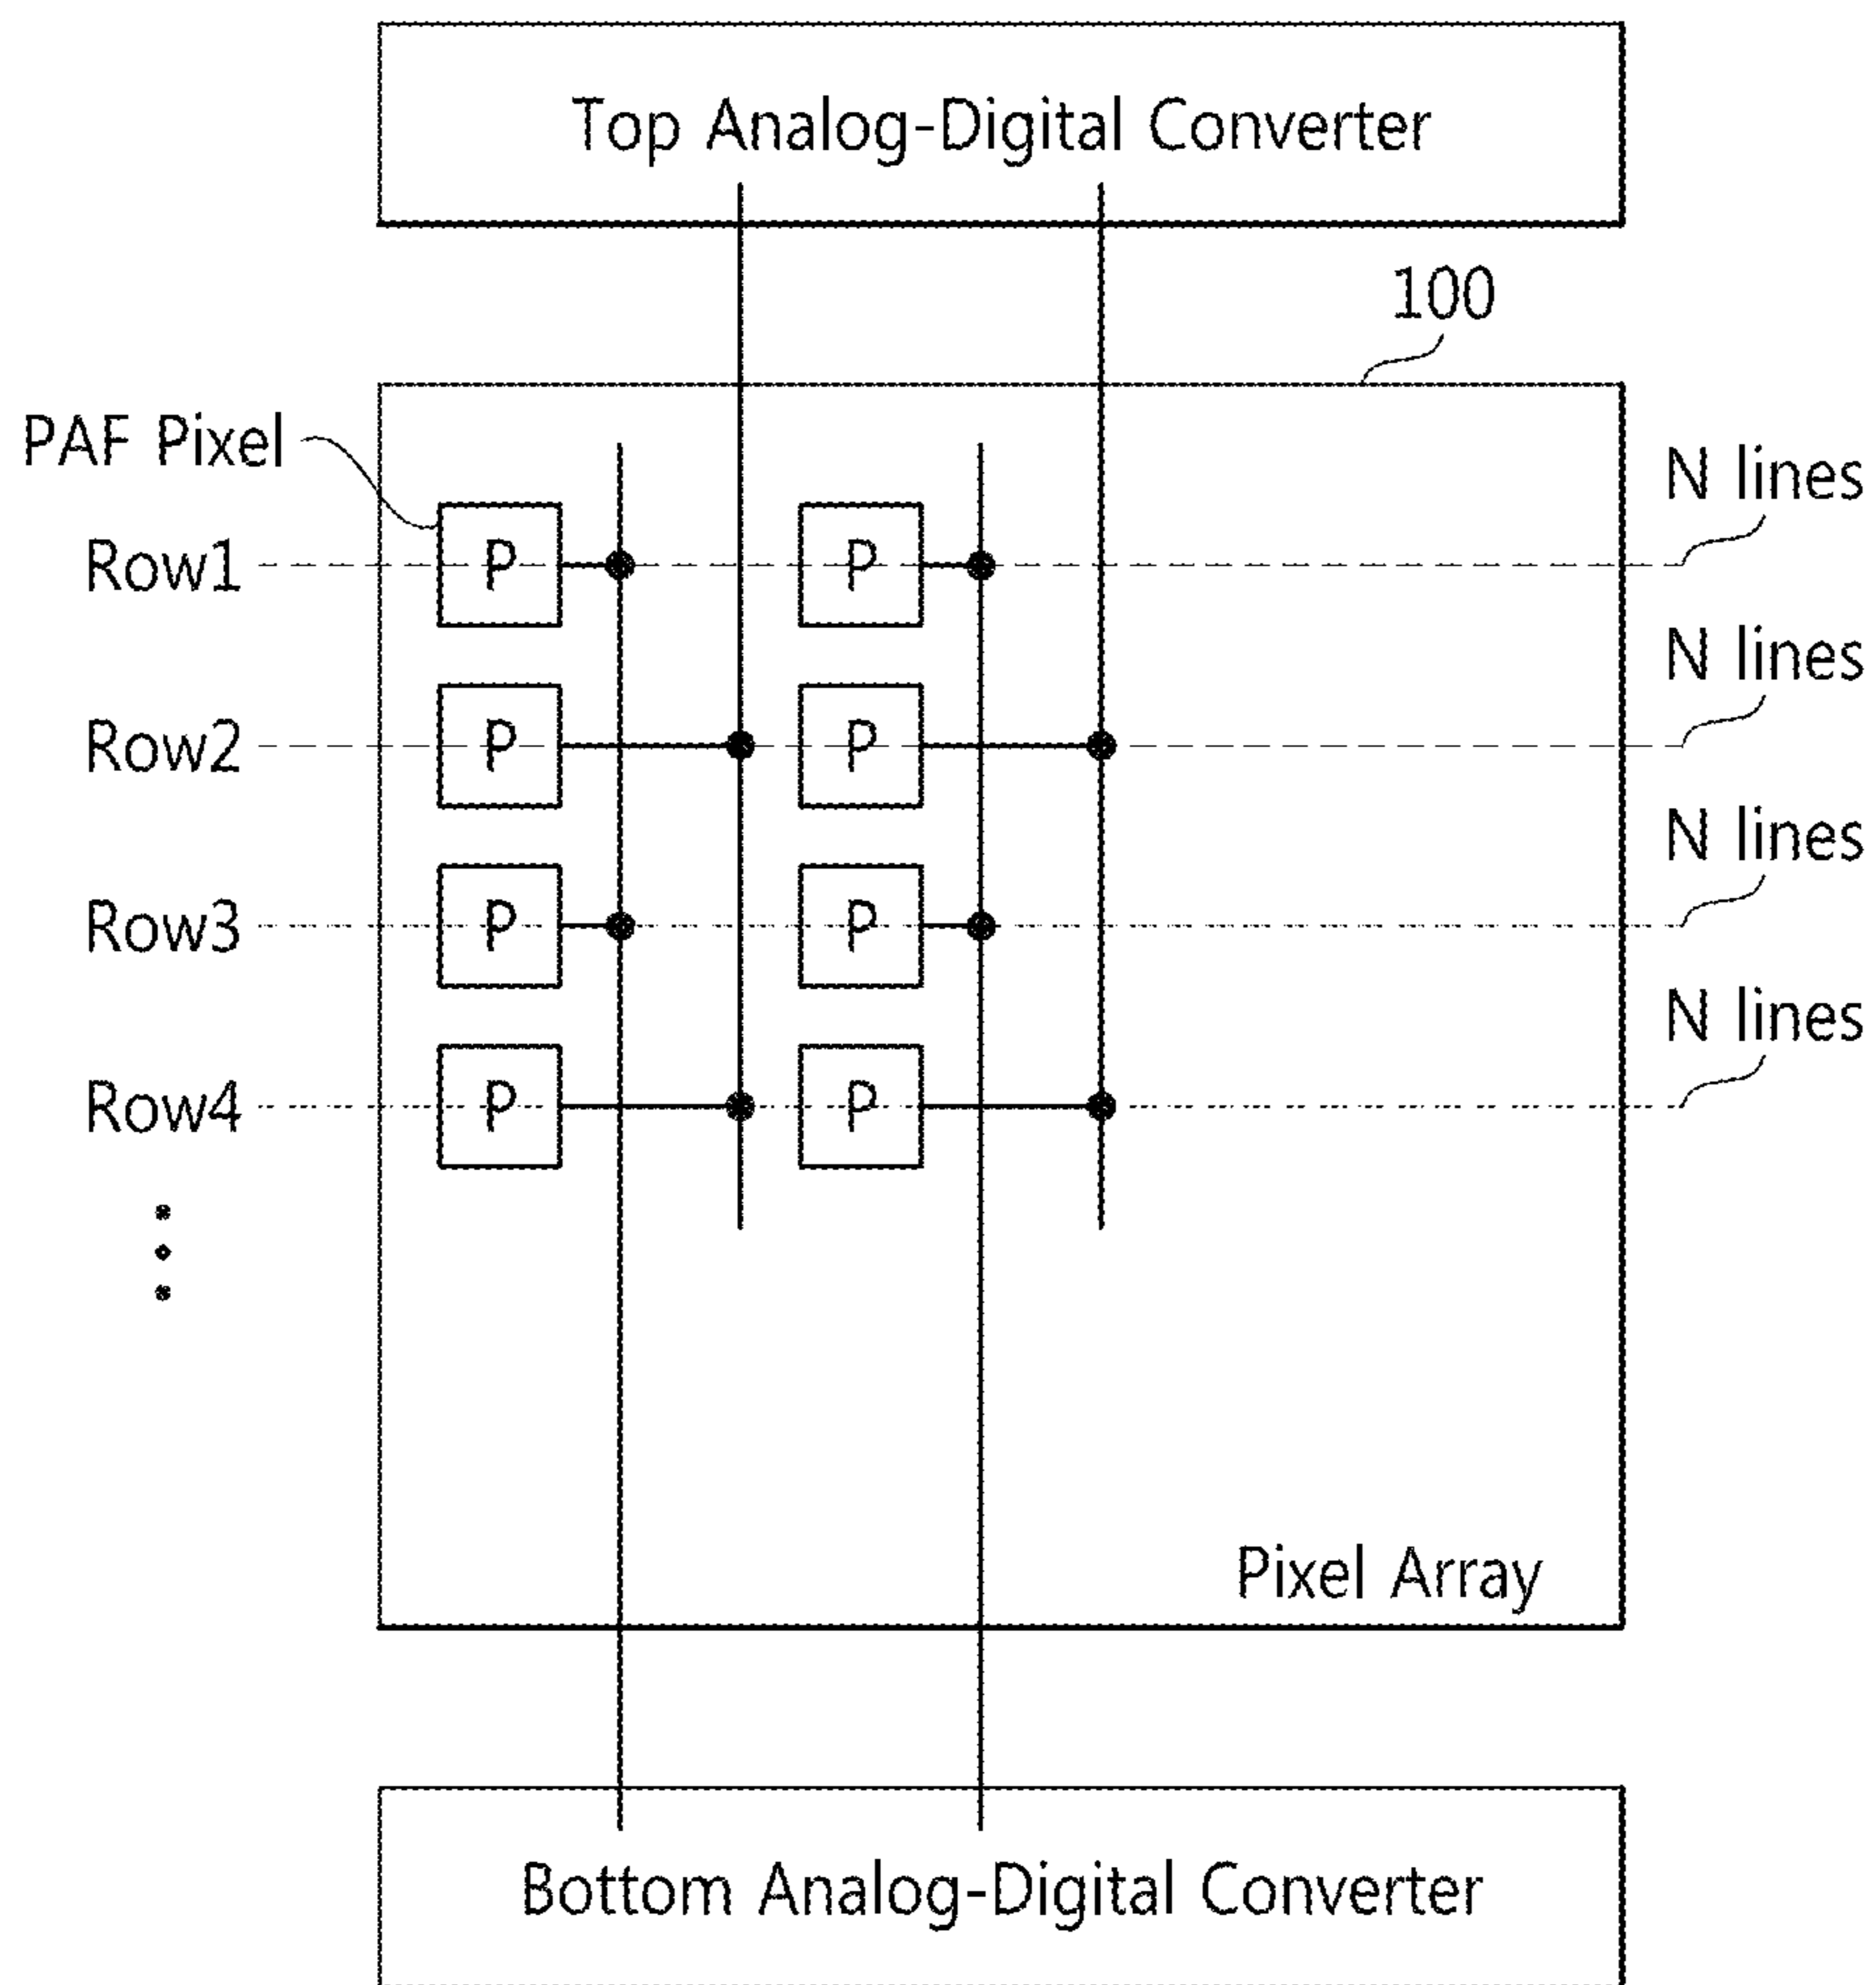 Top Analog-Digital Converter
100
PAF Pixel
N lines
Row1 P P
N lines
Row2 P P
N lines
Row3 P P
N lines
Row4 P P
Pixel Array
Bottom Analog-Digital Converter